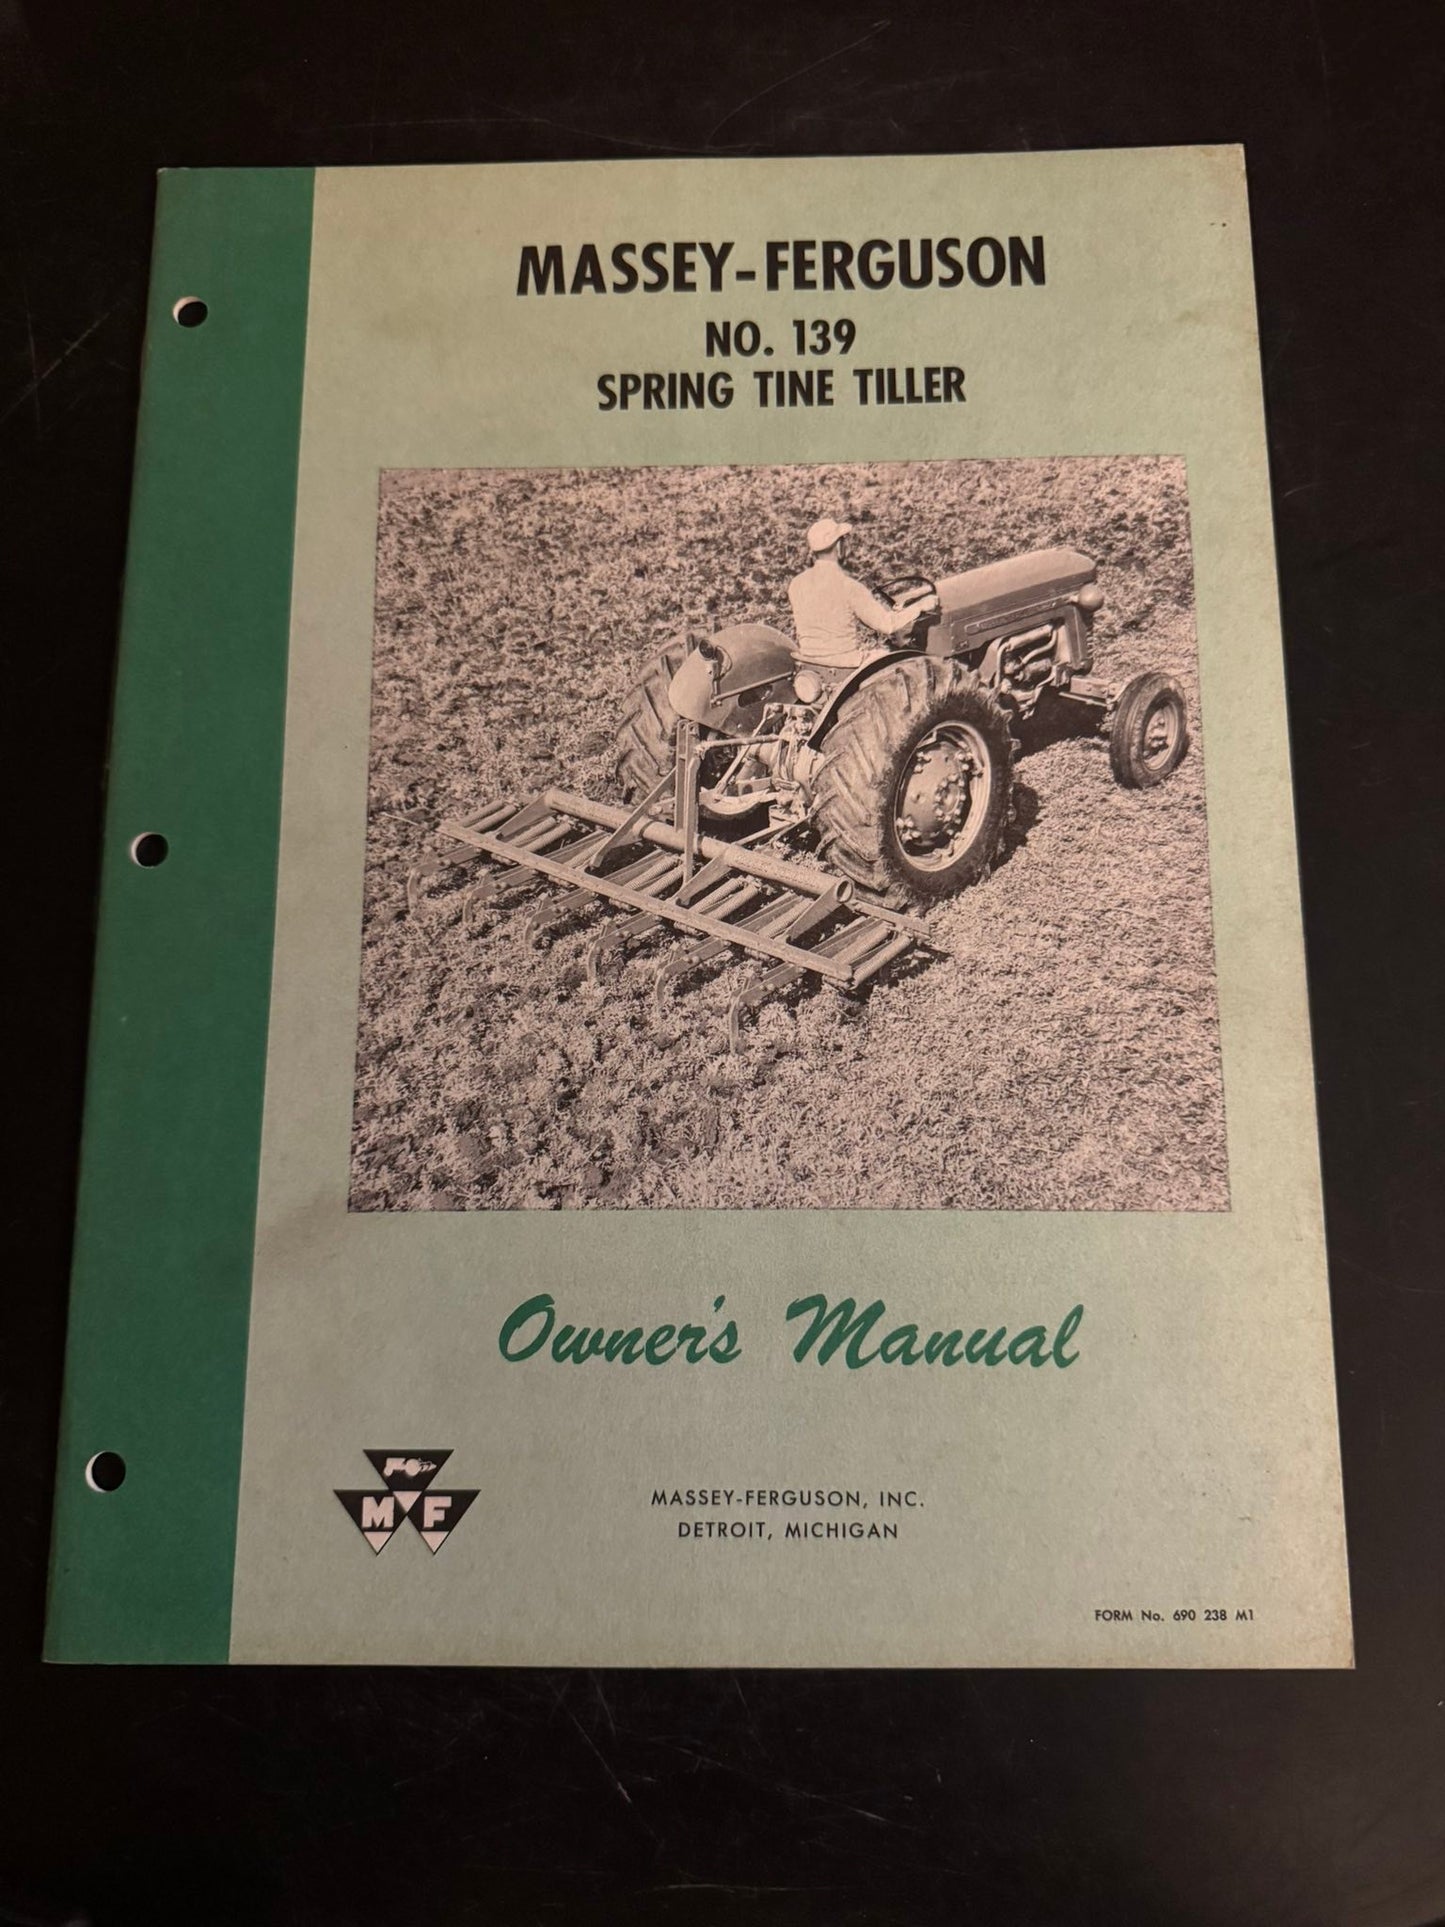 MASSEY-FERGUSON
NO. 139
SPRING TINE TILLER
Owner's Manual
MF
MASSEY-FERGUSON, INC.
DETROIT, MICHIGAN
FORM No. 690 238 M1